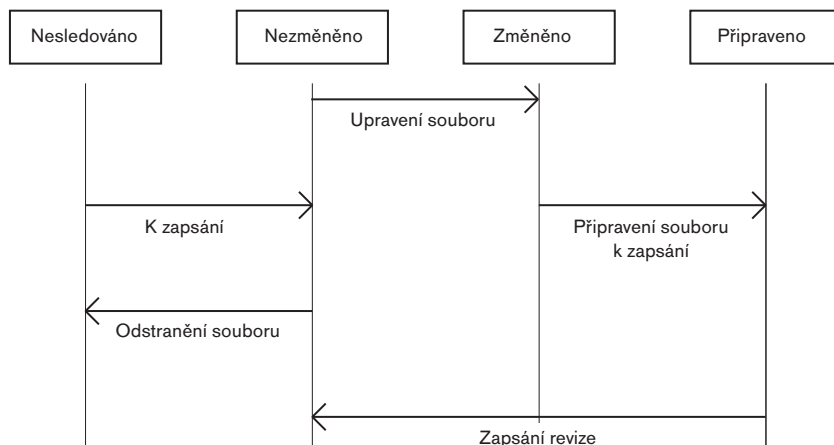 Nesledováno
Nezměněno
Změněno
Připraveno
Upravení souboru
K zapsání
Připravení souboru
k zapsání
Odstranění souboru
Zapsání revize